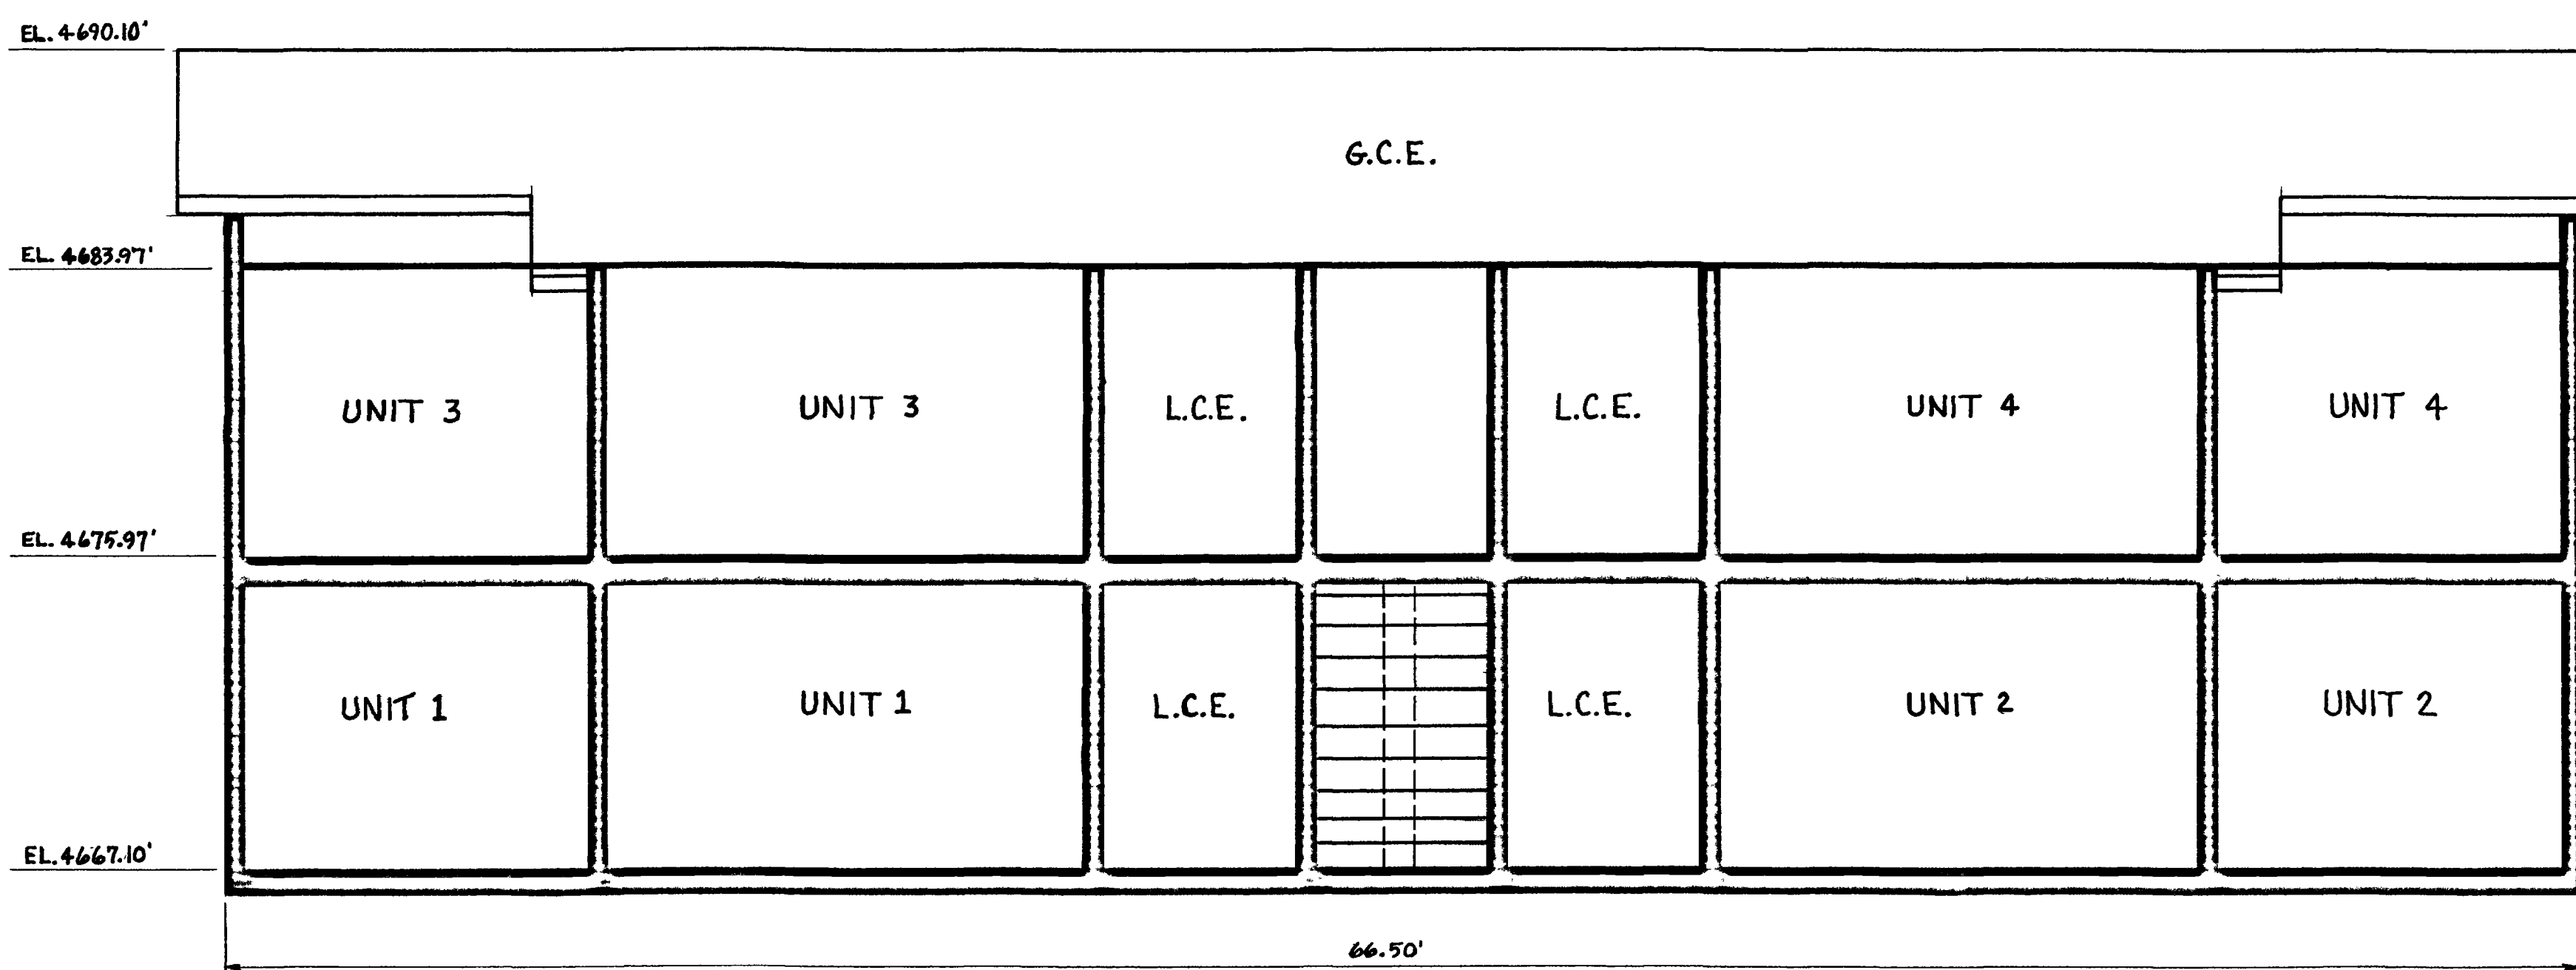 EL. 4690.10'
G.C.E.
EL. 4683.97'
UNIT 3
UNIT 3
L.C.E.
L.C.E.
UNIT 4
UNIT 4
EL. 4675.97'
UNIT 1
UNIT 1
L.C.E.
L.C.E.
UNIT 2
UNIT 2
EL. 4667.10'
66.50'